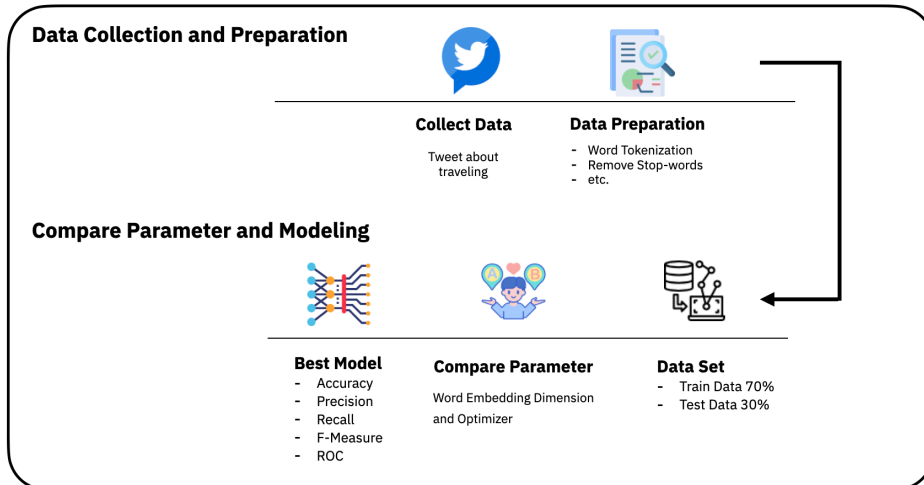 Data Collection and Preparation
Collect Data
Tweet about
traveling
Data Preparation
- Word Tokenization
- Remove Stop-words
- etc.
Compare Parameter and Modeling
A B
Best Model
- Accuracy
- Precision
- Recall
- F-Measure
- ROC
Compare Parameter
Word Embedding Dimension
and Optimizer
Data Set
- Train Data 70%
- Test Data 30%